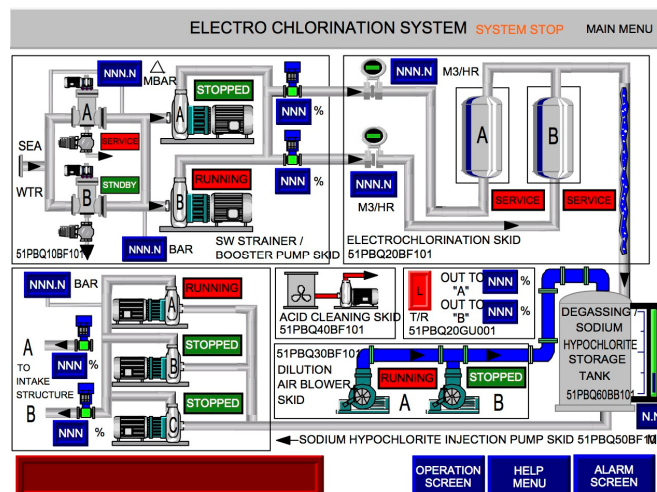 ELECTRO CHLORINATION SYSTEM SYSTEM STOP MAIN MENU
NNN.N △ MBAR
STOPPED
NNN %
NNN.N M3/HR
A
SERVICE
A
SEA
WTR
STNDBY
B
RUNNING
B
NNN %
NNN.N
M3/HR
A
B
SERVICE
SERVICE
NNN.N BAR
SW STRAINER /
BOOSTER PUMP SKID
51PBQ10BF101
ELECTROCHLORINATION SKID
51PBQ20BF101
NNN.N BAR
RUNNING
A
STOPPED
B
STOPPED
C
A
TO
INTAKE
STRUCTURE
B
NNN
%
NNN %
ACID CLEANING SKID
51PBQ40BF101
L
T/R
OUT TO
"A"
NNN %
OUT TO
"B"
NNN %
51PBQ20GU001
51PBQ30BF101
DILUTION
AIR BLOWER
SKID
RUNNING
A
STOPPED
B
DEGASSING
SODIUM
HYPOCHLORITE
STORAGE
TANK
51PBQ60BB101
SODIUM HYPOCHLORITE INJECTION PUMP SKID 51PBQ50BF1
OPERATION
SCREEN
HELP
MENU
ALARM
SCREEN